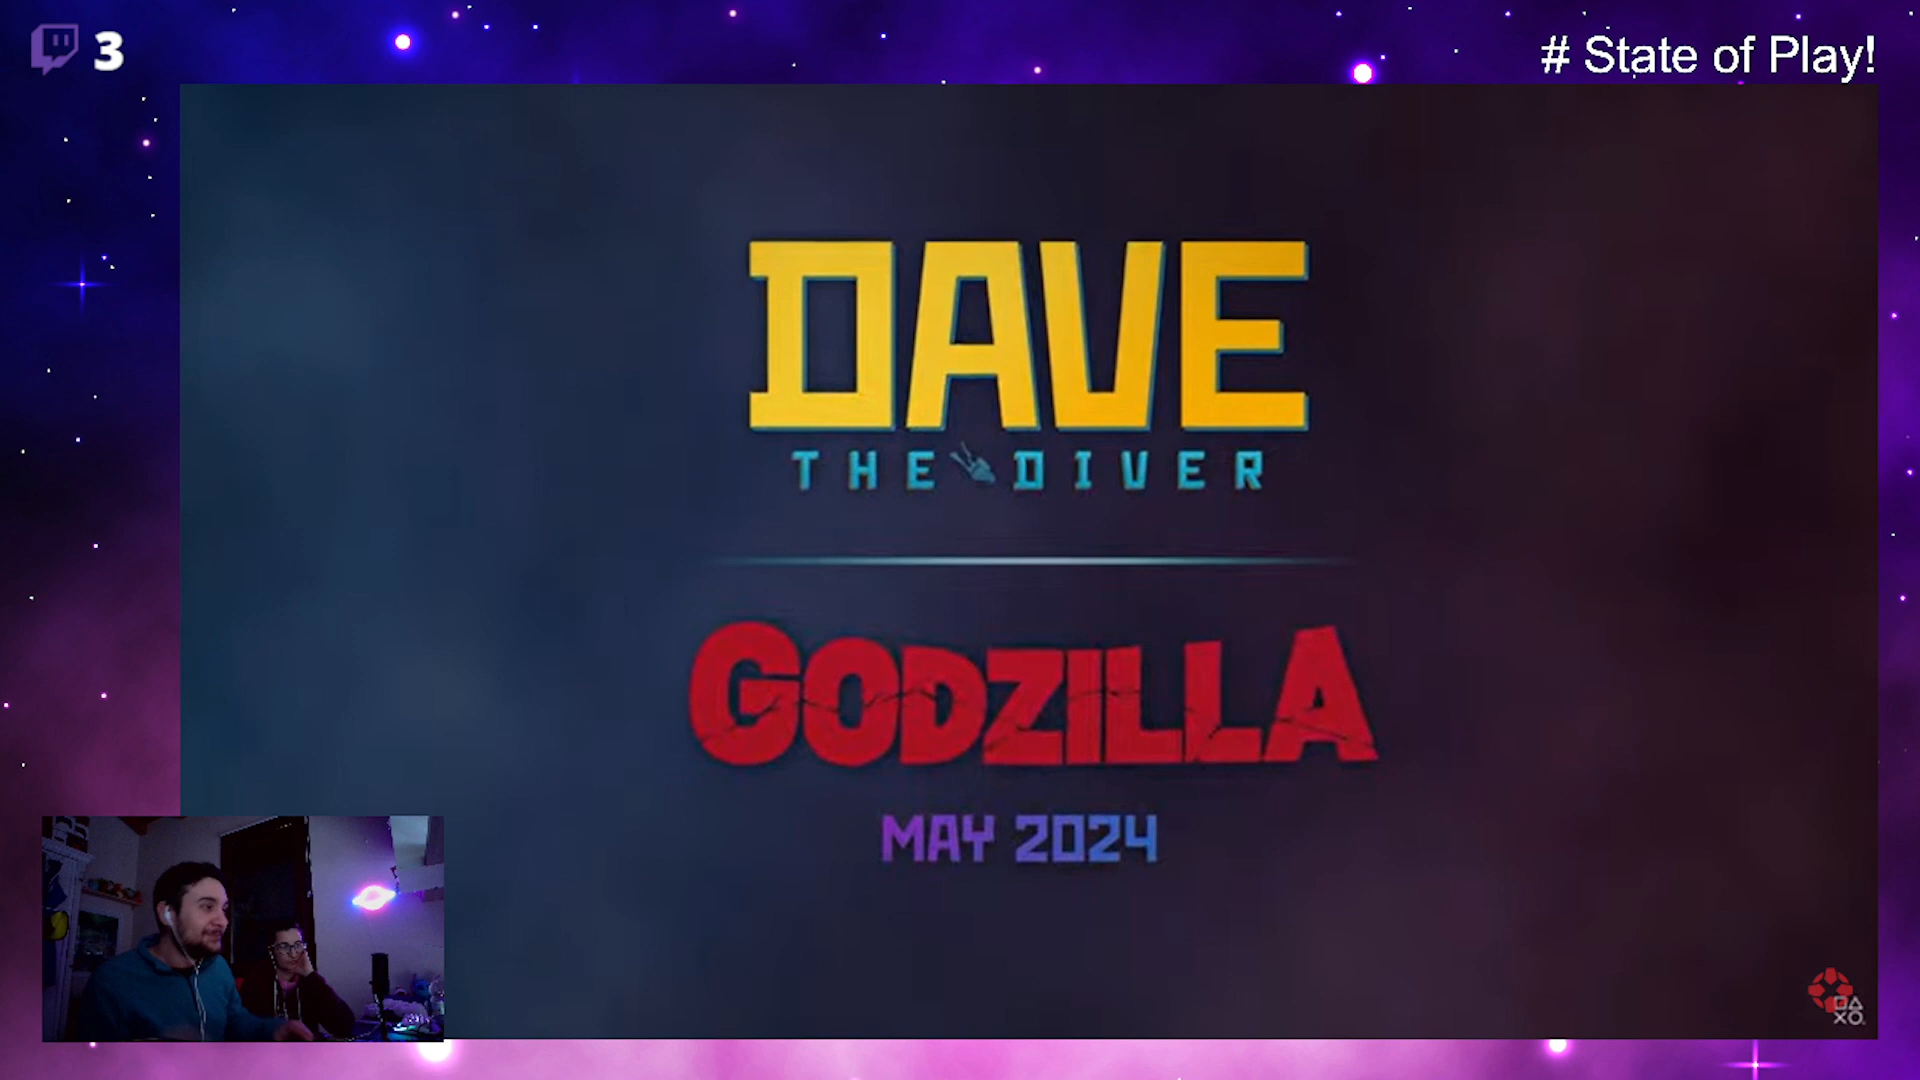 3
# State of Play!
DAVE
THE DIVER
GODZILLA
MAY 2024